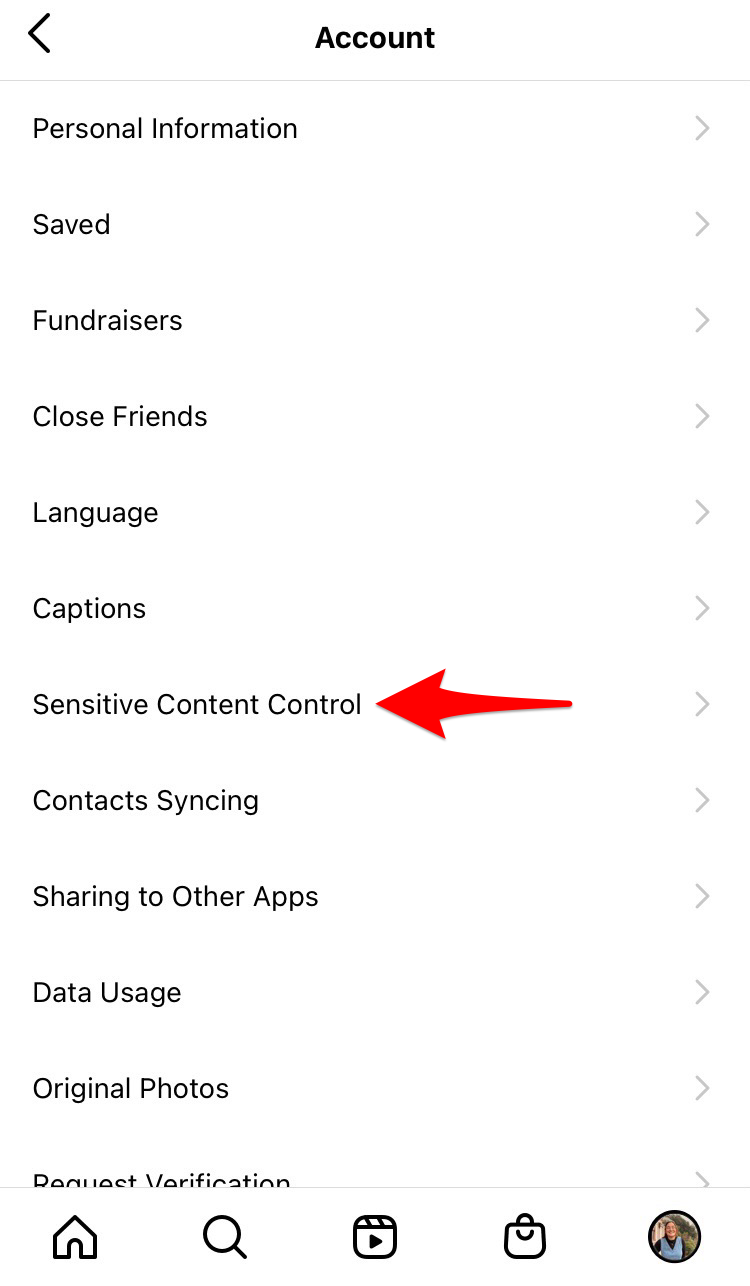 Account
Personal Information
Saved
Fundraisers
Close Friends
Language
Captions
Sensitive Content Control
Contacts Syncing
Sharing to Other Apps
Data Usage
Original Photos
Request Verification